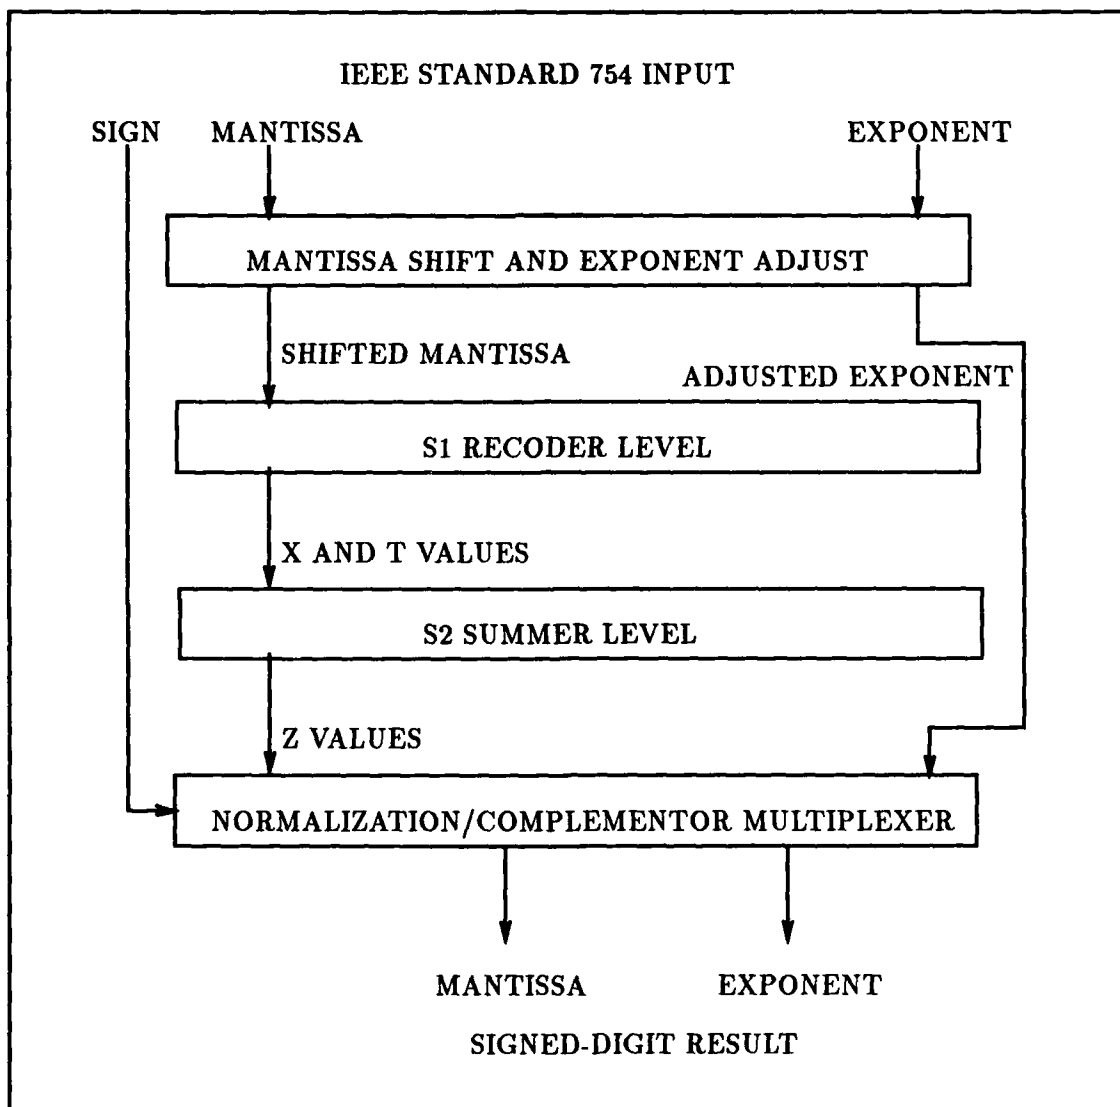 IEEE STANDARD 754 INPUT
SIGN MANTISSA EXPONENT
MANTISSA SHIFT AND EXPONENT ADJUST
SHIFTED MANTISSA
ADJUSTED EXPONENT
S1 RECODER LEVEL
X AND T VALUES
S2 SUMMER LEVEL
Z VALUES
NORMALIZATION/COMPLEMENTOR MULTIPLEXER
MANTISSA EXPONENT
SIGNED-DIGIT RESULT